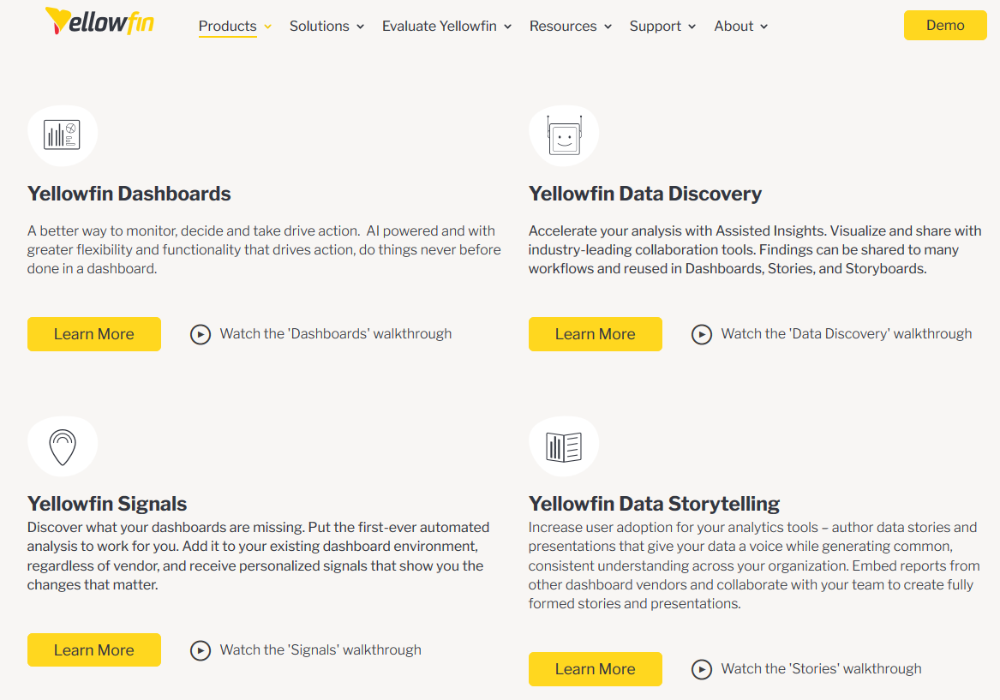 Yellowfin
Products
Solutions
Evaluate Yellowfin
Resources
Support
About
Demo
Yellowfin Dashboards
A better way to monitor, decide and take drive action.  AI powered and with
greater flexibility and functionality that drives action, do things never before
done in a dashboard.
Learn More
Watch the 'Dashboards' walkthrough
Yellowfin Data Discovery
Accelerate your analysis with Assisted Insights. Visualize and share with
industry-leading collaboration tools. Findings can be shared to many
workflows and reused in Dashboards, Stories, and Storyboards.
Learn More
Watch the 'Data Discovery' walkthrough
Yellowfin Signals
Discover what your dashboards are missing. Put the first-ever automated
analysis to work for you. Add it to your existing dashboard environment,
regardless of vendor, and receive personalized signals that show you the
changes that matter.
Learn More
Watch the 'Signals' walkthrough
Yellowfin Data Storytelling
Increase user adoption for your analytics tools – author data stories and
presentations that give your data a voice while generating common,
consistent understanding across your organization. Embed reports from
other dashboard vendors and collaborate with your team to create fully
formed stories and presentations.
Learn More
Watch the 'Stories' walkthrough